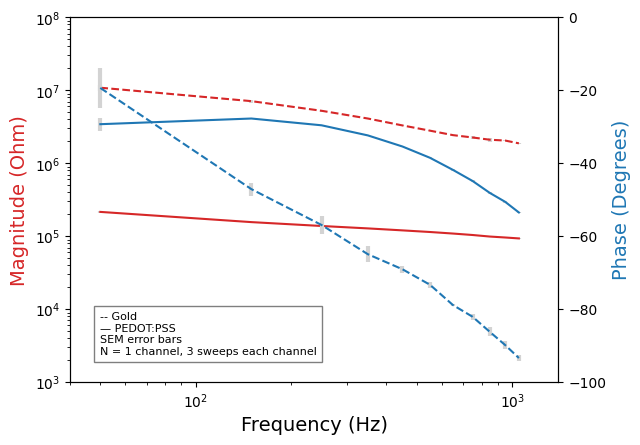 10^8
10^7
10^6
10^5
10^4
10^3
Magnitude (Ohm)
0
−20
−40
−60
−80
−100
Phase (Degrees)
-- Gold
— PEDOT:PSS
SEM error bars
N = 1 channel, 3 sweeps each channel
10^2
10^3
Frequency (Hz)